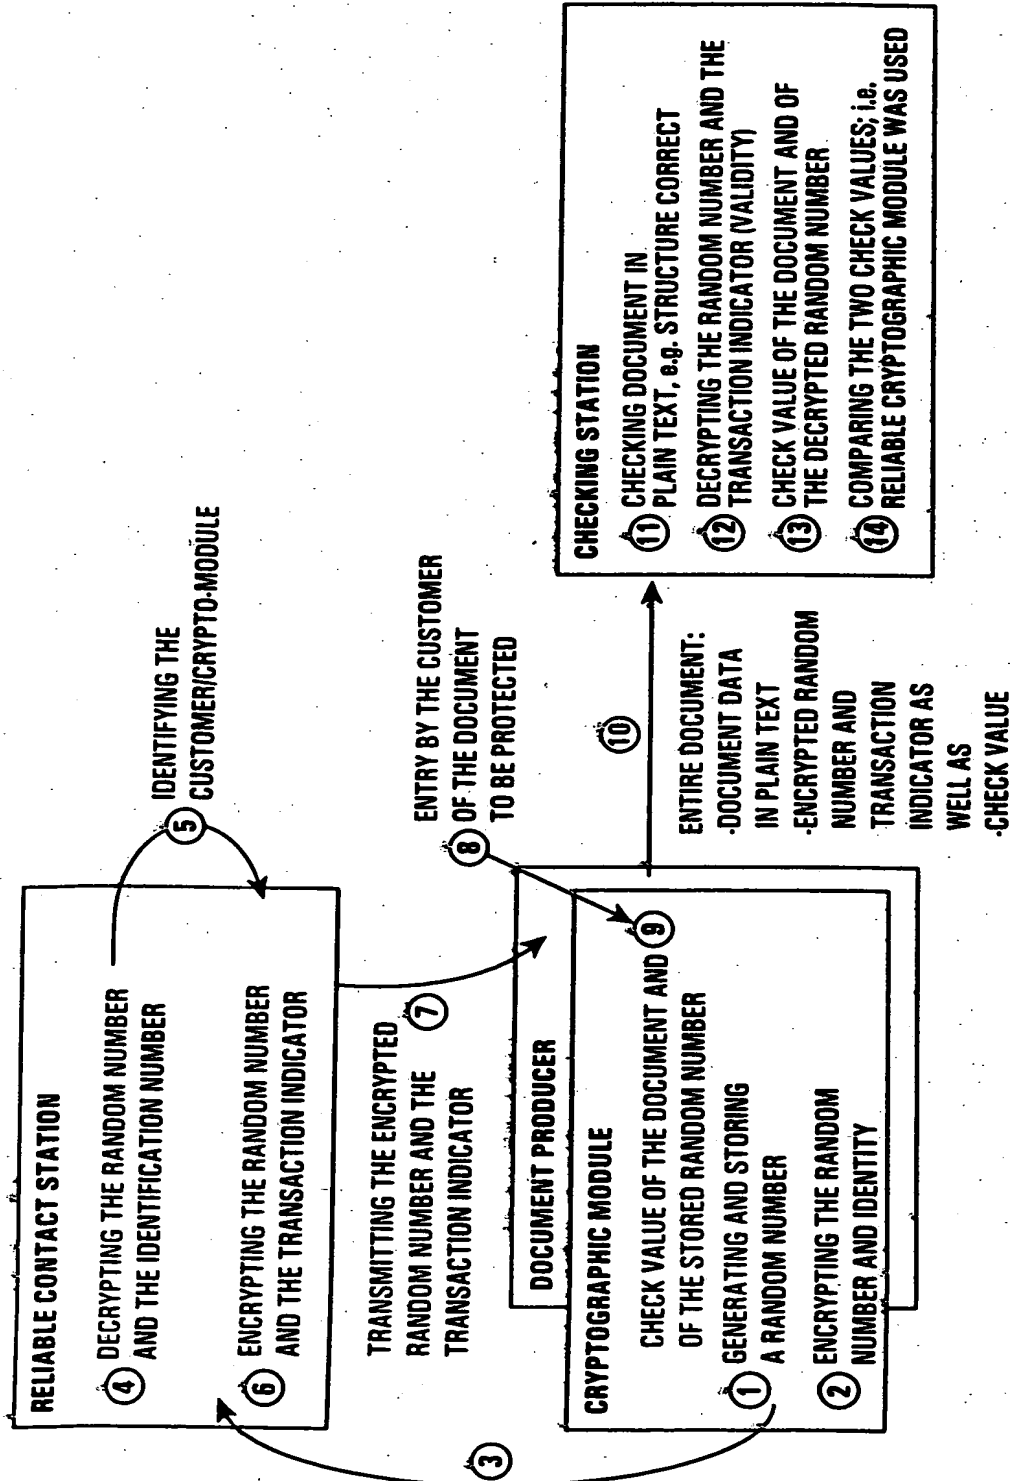 RELIABLE CONTACT STATION
4 DECRYPTING THE RANDOM NUMBER
AND THE IDENTIFICATION NUMBER
6 ENCRYPTING THE RANDOM NUMBER
AND THE TRANSACTION INDICATOR
5
IDENTIFYING THE
CUSTOMER/CRYPTO-MODULE
3
TRANSMITTING THE ENCRYPTED
RANDOM NUMBER AND THE
TRANSACTION INDICATOR
7
8
ENTRY BY THE CUSTOMER
OF THE DOCUMENT
TO BE PROTECTED
DOCUMENT PRODUCER
CRYPTOGRAPHIC MODULE
CHECK VALUE OF THE DOCUMENT AND 9
OF THE STORED RANDOM NUMBER
1 GENERATING AND STORING
A RANDOM NUMBER
2 ENCRYPTING THE RANDOM
NUMBER AND IDENTITY
10
ENTIRE DOCUMENT:
-DOCUMENT DATA
IN PLAIN TEXT
-ENCRYPTED RANDOM
NUMBER AND
TRANSACTION
INDICATOR AS
WELL AS
-CHECK VALUE
CHECKING STATION
11 CHECKING DOCUMENT IN
PLAIN TEXT, e.g. STRUCTURE CORRECT
12 DECRYPTING THE RANDOM NUMBER AND THE
TRANSACTION INDICATOR (VALIDITY)
13 CHECK VALUE OF THE DOCUMENT AND OF
THE DECRYPTED RANDOM NUMBER
14 COMPARING THE TWO CHECK VALUES; i.e.
RELIABLE CRYPTOGRAPHIC MODULE WAS USED